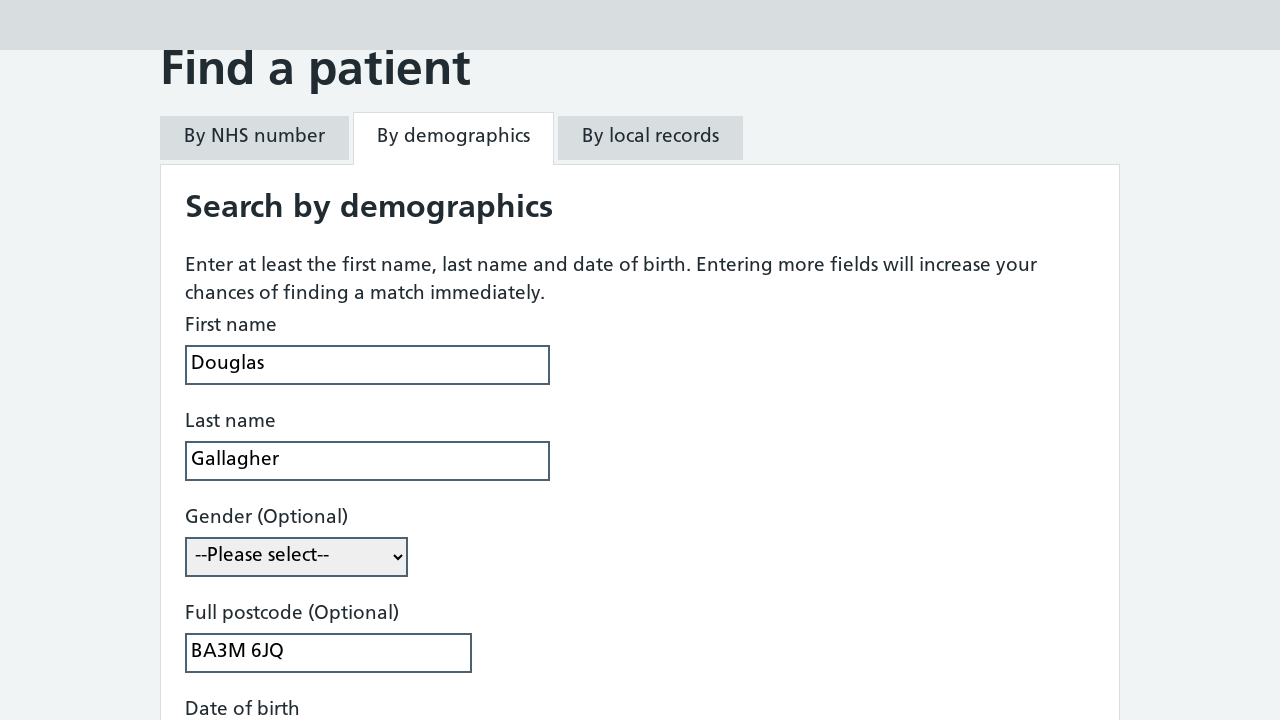 Find a patient
By NHS number
By demographics
By local records
Search by demographics
Enter at least the first name, last name and date of birth. Entering more fields will increase your
chances of finding a match immediately.
First name
Douglas
Last name
Gallagher
Gender (Optional)
--Please select--
Full postcode (Optional)
BA3M 6JQ
Date of birth